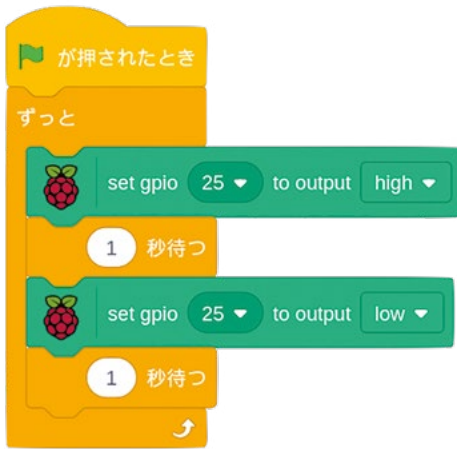 が押されたとき
ずっと
set gpio 25 to output high
1 秒待つ
set gpio 25 to output low
1 秒待つ